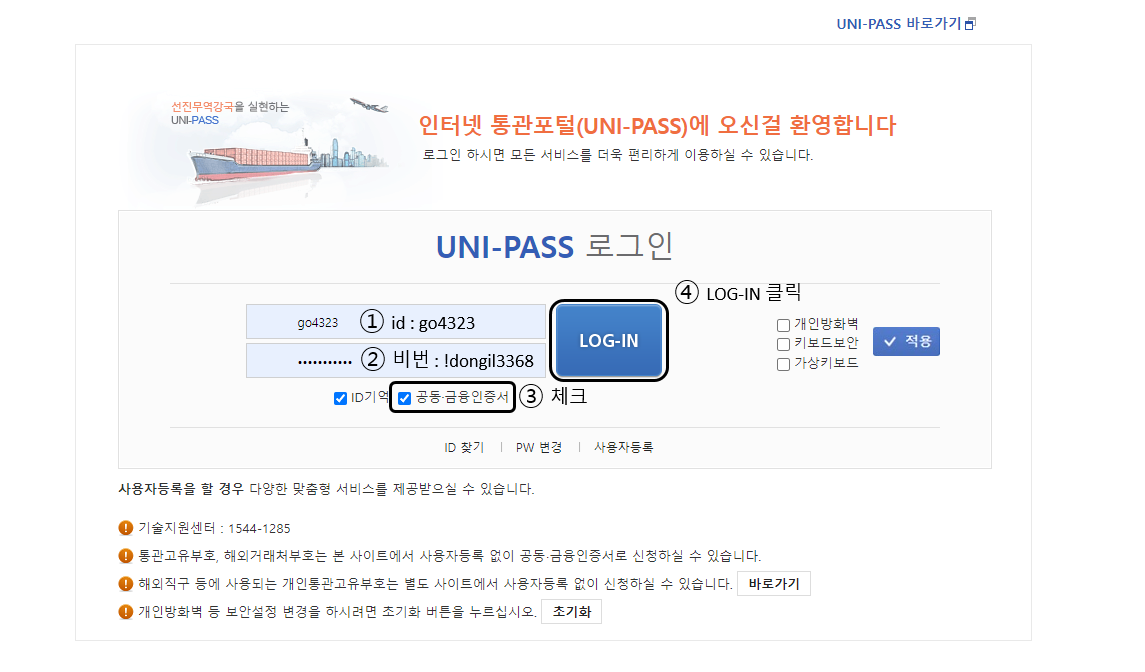 UNI-PASS 바로가기
선진무역강국을 실현하는
UNI-PASS
인터넷 통관포털(UNI-PASS)에 오신걸 환영합니다
로그인 하시면 모든 서비스를 더욱 편리하게 이용하실 수 있습니다.
UNI-PASS 로그인
④ LOG-IN 클릭
go4323 ① id : go4323
••••••••••• ② 비번 : !dongil3368
LOG-IN
개인방화벽
키보드보안
가상키보드
적용
ID기억 공동·금융인증서 ③ 체크
ID 찾기 | PW 변경 | 사용자등록
사용자등록을 할 경우 다양한 맞춤형 서비스를 제공받으실 수 있습니다.
기술지원센터 : 1544-1285
통관고유부호, 해외거래처부호는 본 사이트에서 사용자등록 없이 공동·금융인증서로 신청하실 수 있습니다.
해외직구 등에 사용되는 개인통관고유부호는 별도 사이트에서 사용자등록 없이 신청하실 수 있습니다. 바로가기
개인방화벽 등 보안설정 변경을 하시려면 초기화 버튼을 누르십시오. 초기화